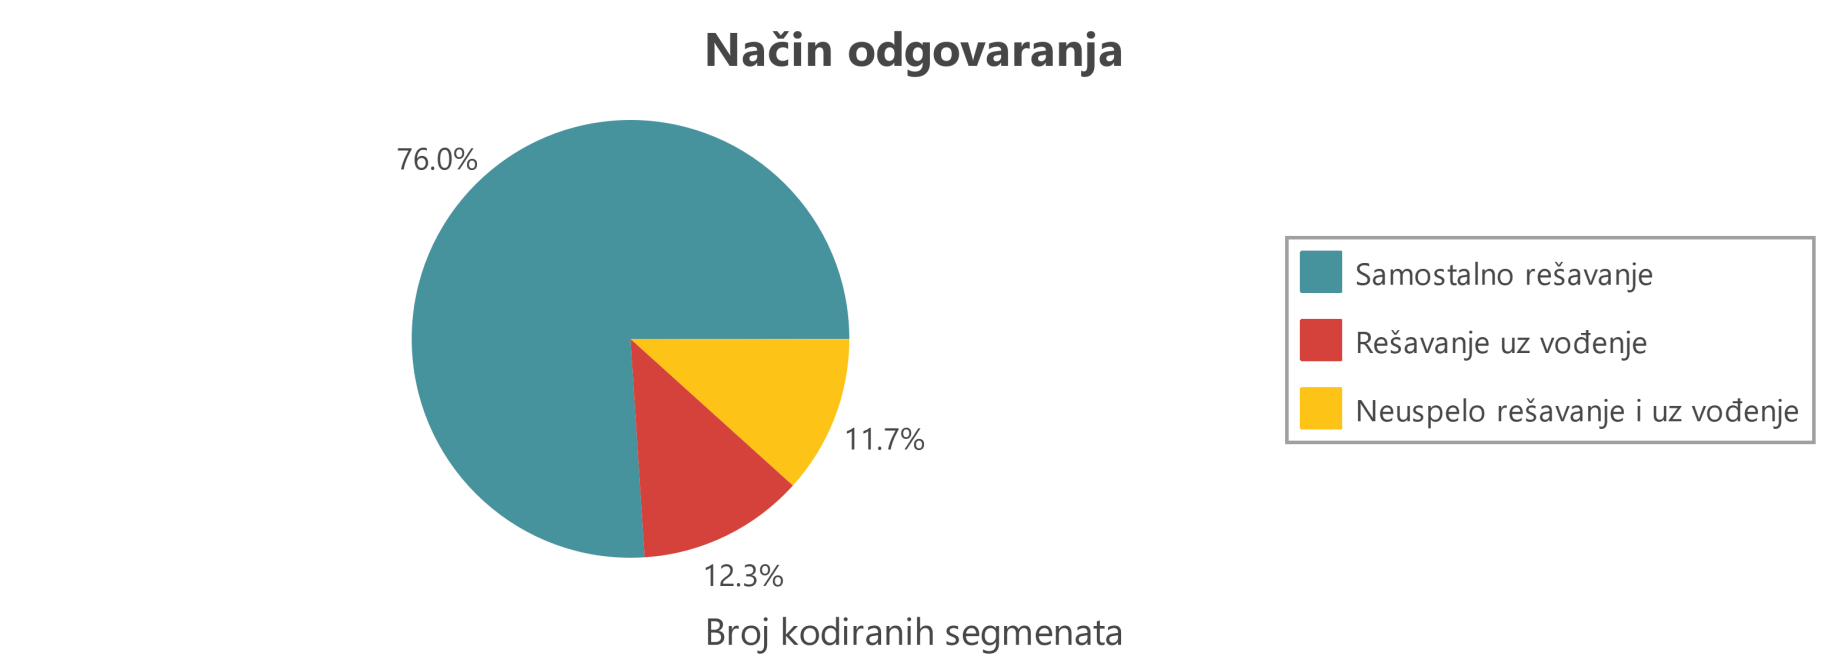 Način odgovaranja
76.0%
11.7%
12.3%
Broj kodiranih segmenata
Samostalno rešavanje
Rešavanje uz vođenje
Neuspelo rešavanje i uz vođenje